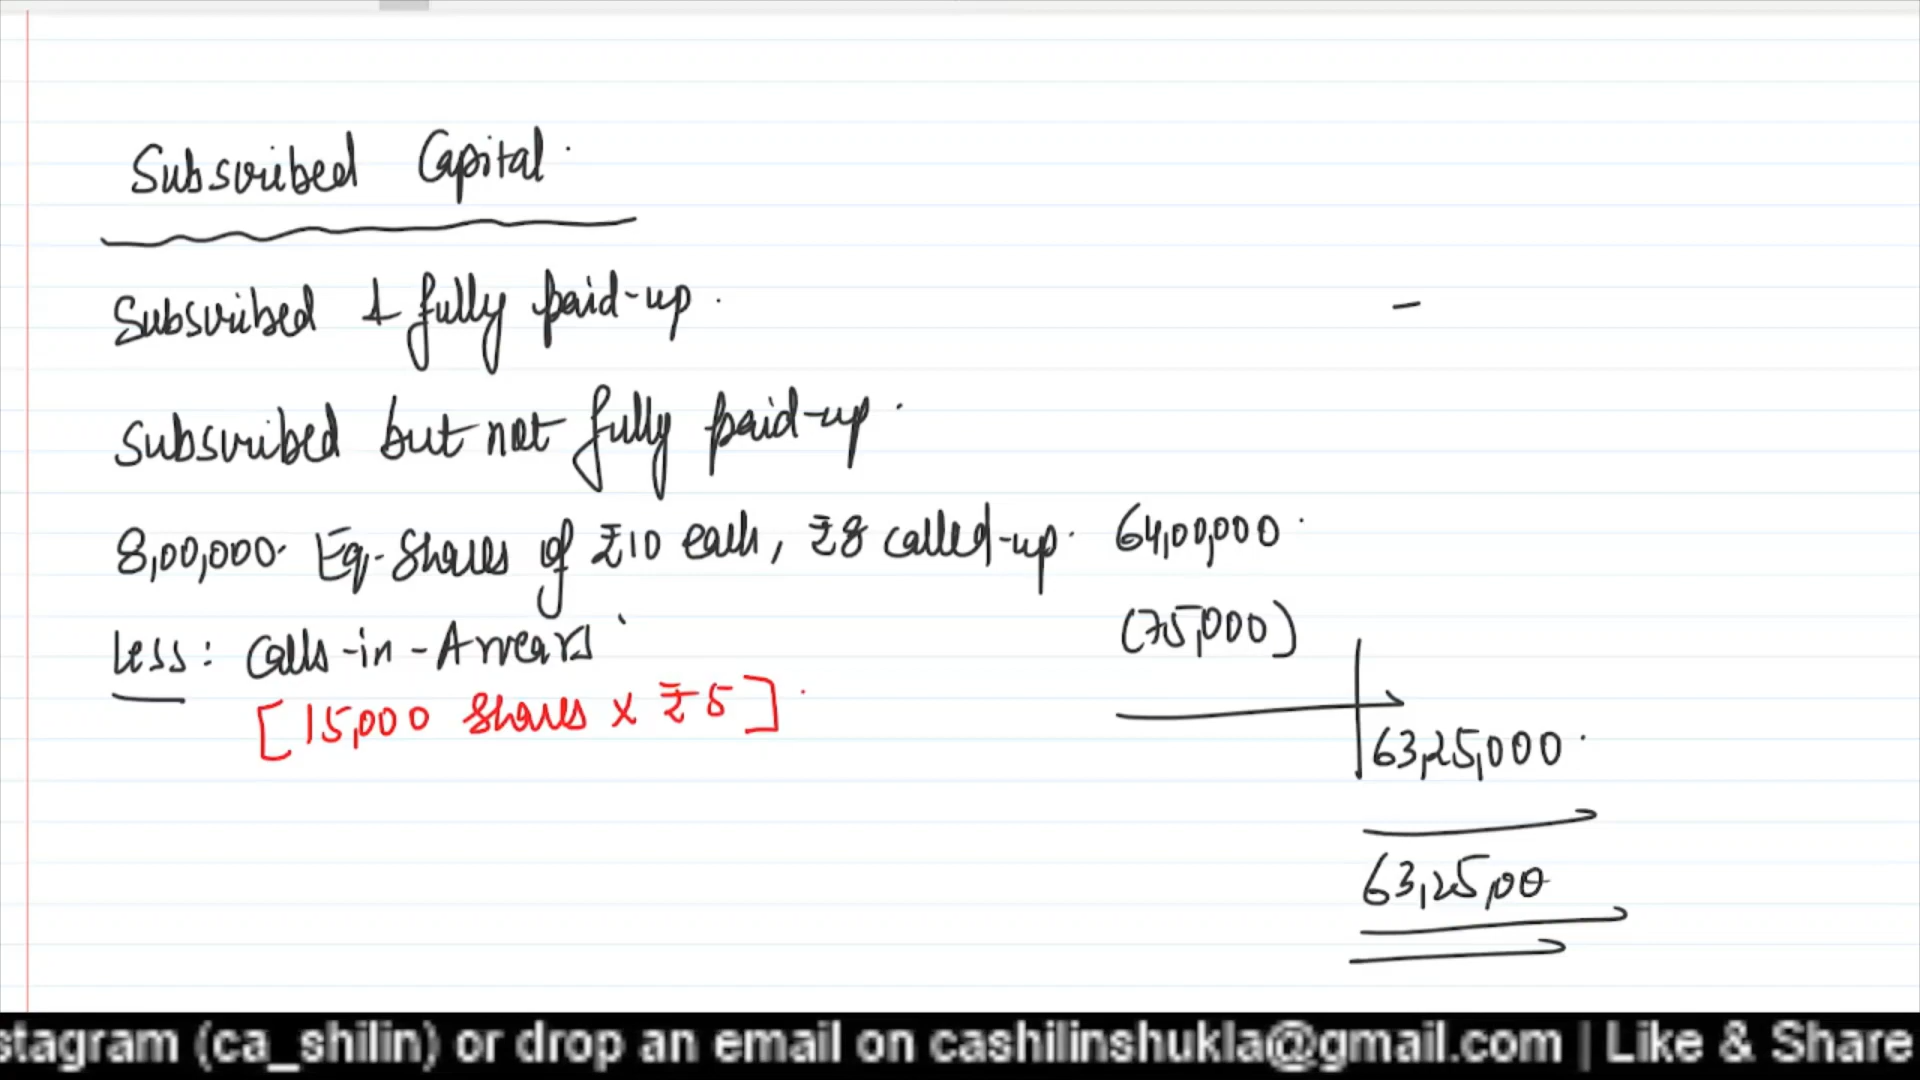 Subscribed Capital.
Subscribed & fully paid-up. -
Subscribed but not fully paid-up.
8,00,000 Eq. Shares of ₹10 each, ₹8 called-up. 64,00,000
Less: Calls-in-Arrears (75,000)
[15,000 Shares x ₹5]
63,25,000
63,25,00
stagram (ca_shilin) or drop an email on cashilinshukla@gmail.com | Like & Share